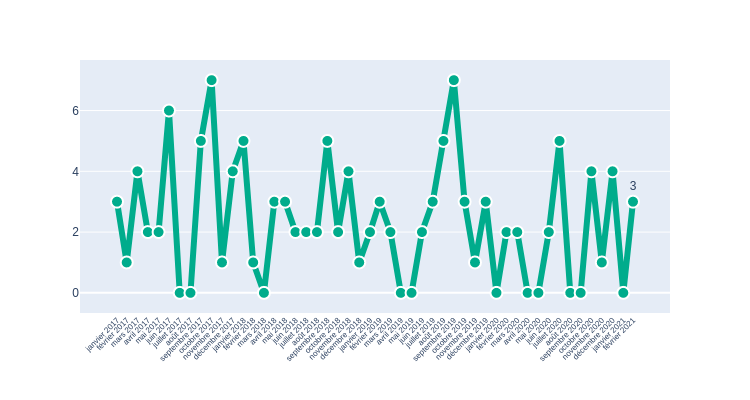 6
4
2
0
3
janvier 2017
février 2017
mars 2017
avril 2017
mai 2017
juin 2017
juillet 2017
août 2017
septembre 2017
octobre 2017
novembre 2017
décembre 2017
janvier 2018
février 2018
mars 2018
avril 2018
mai 2018
juin 2018
juillet 2018
août 2018
septembre 2018
octobre 2018
novembre 2018
décembre 2018
janvier 2019
février 2019
mars 2019
avril 2019
mai 2019
juin 2019
juillet 2019
août 2019
septembre 2019
octobre 2019
novembre 2019
décembre 2019
janvier 2020
février 2020
mars 2020
avril 2020
mai 2020
juin 2020
juillet 2020
août 2020
septembre 2020
octobre 2020
novembre 2020
décembre 2020
janvier 2021
février 2021